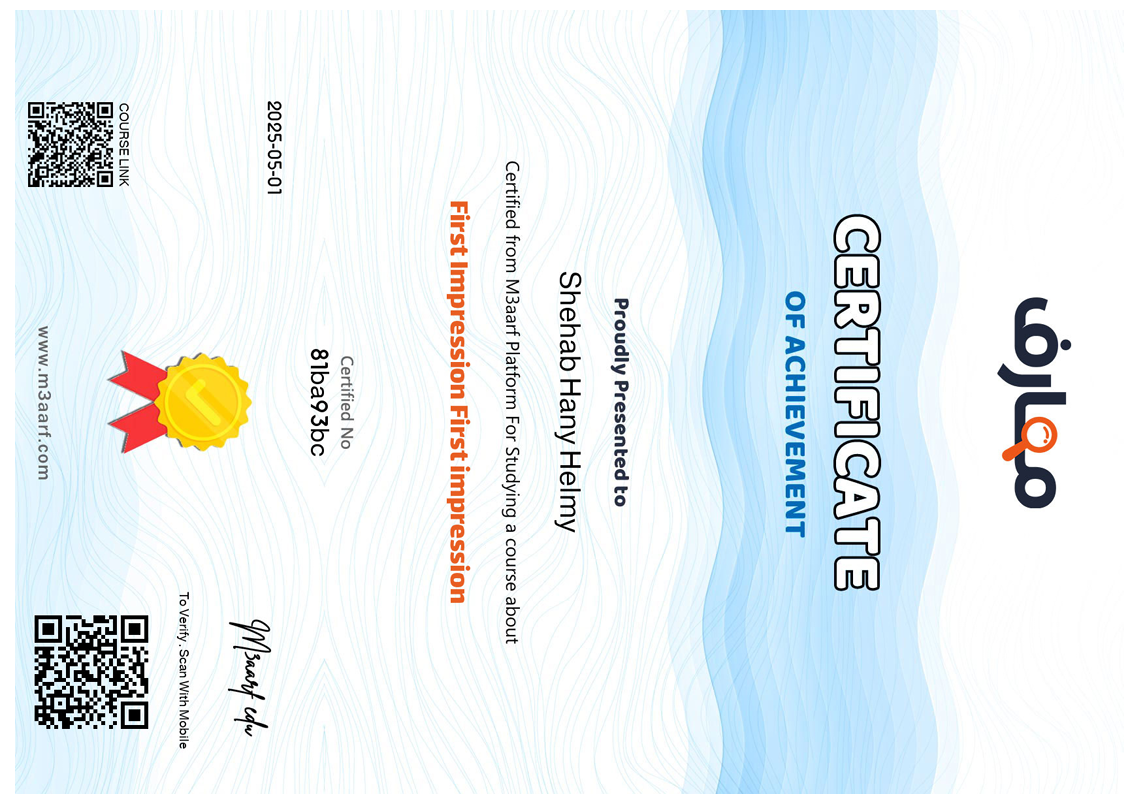 معارف
CERTIFICATE
OF ACHIEVEMENT
Proudly Presented to
Shehab Hany Helmy
Certified from M3aarf Platform For Studying a course about
First Impression First impression
Certified No
81ba93bc
2025-05-01
M3aarf edu
COURSE LINK
To Verify . Scan With Mobile
www.m3aarf.com